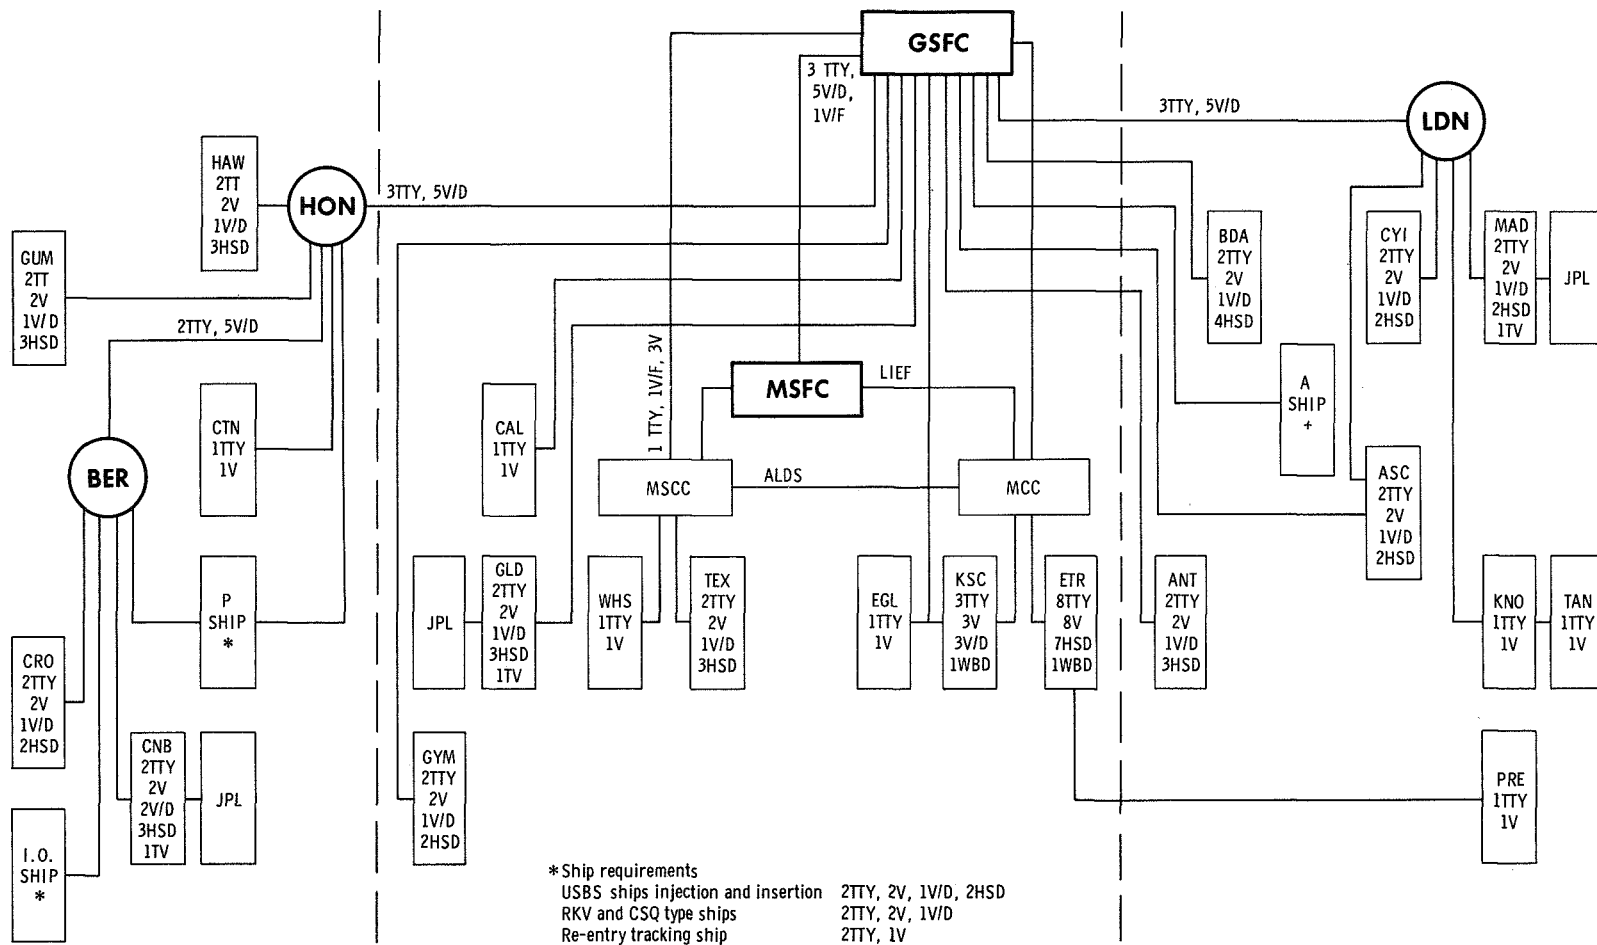 GSFC
3 TTY,
5V/D,
1V/F
3TTY, 5V/D
LDN
HAW
2TT
2V
1V/D
3HSD
HON
3TTY, 5V/D
GUM
2TT
2V
1V/D
3HSD
2TTY, 5V/D
BDA
2TTY
2V
1V/D
4HSD
CYI
2TTY
2V
1V/D
2HSD
MAD
2TTY
2V
1V/D
2HSD
1TV
JPL
1 TTY, 1V/F, 3V
MSFC
LIEF
A
SHIP
+
CTN
1TTY
1V
CAL
1TTY
1V
BER
MSCC
ALDS
MCC
ASC
2TTY
2V
1V/D
2HSD
P
SHIP
*
JPL
GLD
2TTY
2V
1V/D
3HSD
1TV
WHS
1TTY
1V
TEX
2TTY
2V
1V/D
3HSD
EGL
1TTY
1V
KSC
3TTY
3V
3V/D
1WBD
ETR
8TTY
8V
7HSD
1WBD
ANT
2TTY
2V
1V/D
3HSD
KNO
1TTY
1V
TAN
1TTY
1V
CRO
2TTY
2V
1V/D
2HSD
CNB
2TTY
2V
2V/D
3HSD
1TV
JPL
GYM
2TTY
2V
1V/D
2HSD
PRE
1TTY
1V
I.O.
SHIP
*
*Ship requirements
USBS ships injection and insertion 2TTY, 2V, 1V/D, 2HSD
RKV and CSQ type ships 2TTY, 2V, 1V/D
Re-entry tracking ship 2TTY, 1V